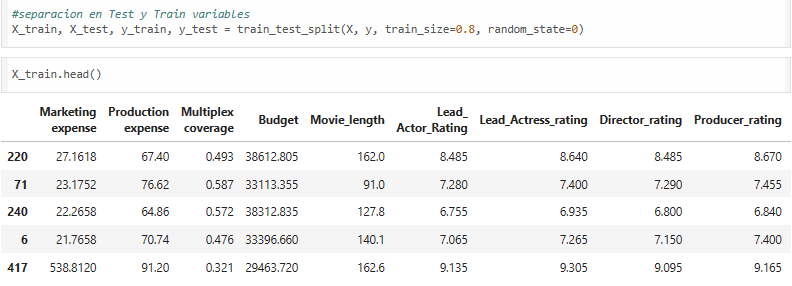 #separacion en Test y Train variables
X_train, X_test, y_train, y_test = train_test_split(X, y, train_size=0.8, random_state=0)
X_train.head()
Marketing expense Production expense Multiplex coverage Budget Movie_length Lead_ Actor_Rating Lead_Actress_rating Director_rating Producer_rating
220 27.1618 67.40 0.493 38612.805 162.0 8.485 8.640 8.485 8.670
71 23.1752 76.62 0.587 33113.355 91.0 7.280 7.400 7.290 7.455
240 22.2658 64.86 0.572 38312.835 127.8 6.755 6.935 6.800 6.840
6 21.7658 70.74 0.476 33396.660 140.1 7.065 7.265 7.150 7.400
417 538.8120 91.20 0.321 29463.720 162.6 9.135 9.305 9.095 9.165